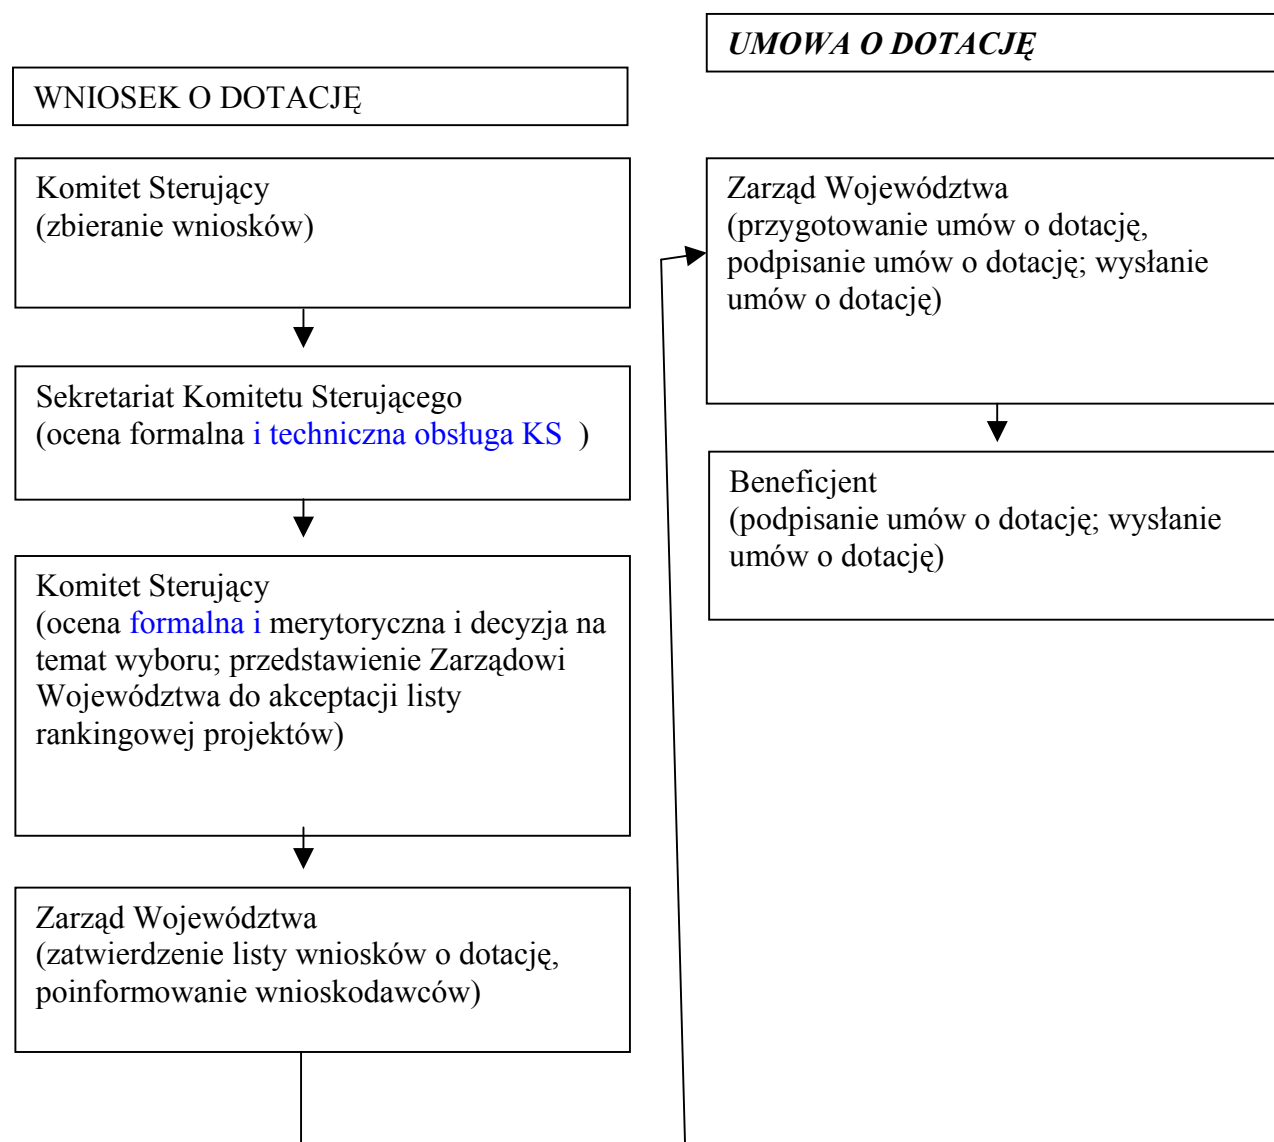 WNIOSEK O DOTACJĘ
Komitet Sterujący
(zbieranie wniosków)
Sekretariat Komitetu Sterującego
(ocena formalna i techniczna obsługa KS )
Komitet Sterujący
(ocena formalna i merytoryczna i decyzja na
temat wyboru; przedstawienie Zarządowi
Województwa do akceptacji listy
rankingowej projektów)
Zarząd Województwa
(zatwierdzenie listy wniosków o dotację,
poinformowanie wnioskodawców)
UMOWA O DOTACJĘ
Zarząd Województwa
(przygotowanie umów o dotację,
podpisanie umów o dotację; wysłanie
umów o dotację)
Beneficjent
(podpisanie umów o dotację; wysłanie
umów o dotację)